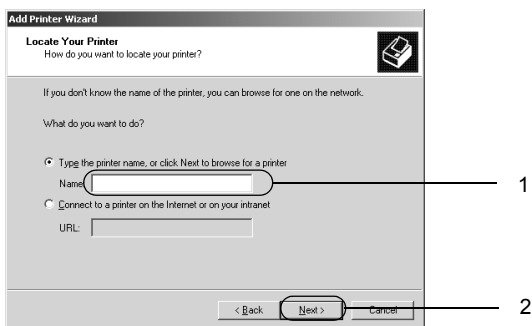 Add Printer Wizard
Locate Your Printer
How do you want to locate your printer?
If you don't know the name of the printer, you can browse for one on the network.
What do you want to do?
Type the printer name, or click Next to browse for a printer
Name:
1
Connect to a printer on the Internet or on your intranet
URL:
< Back
Next >
Cancel
2